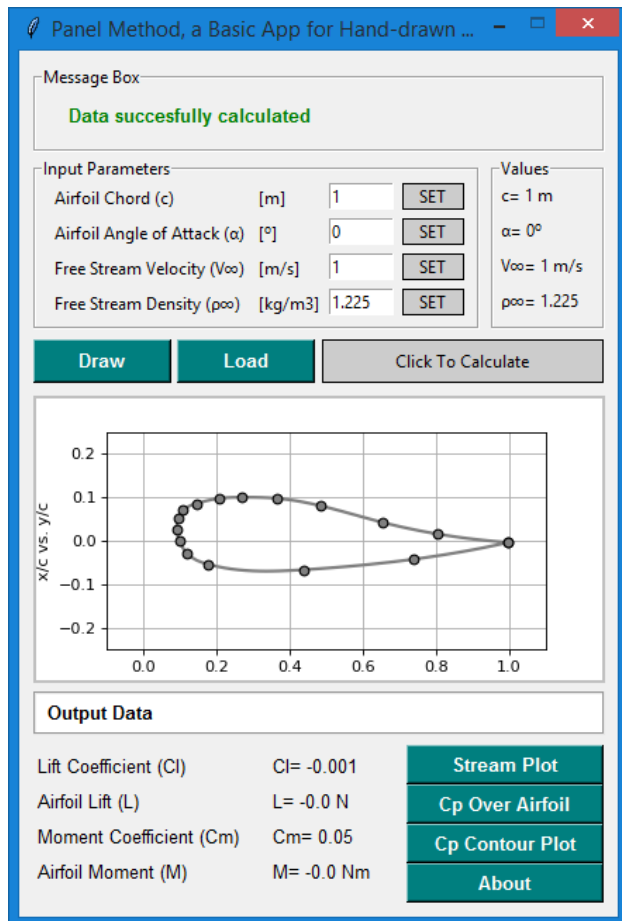 Panel Method, a Basic App for Hand-drawn ...
Message Box
Data succesfully calculated
Input Parameters
Airfoil Chord (c) [m] 1 SET
Airfoil Angle of Attack (α) [º] 0 SET
Free Stream Velocity (V∞) [m/s] 1 SET
Free Stream Density (ρ∞) [kg/m3] 1.225 SET
Values
c= 1 m
α= 0º
V∞= 1 m/s
ρ∞= 1.225
Draw Load Click To Calculate
x/c vs. y/c
0.2
0.1
0.0
−0.1
−0.2
0.0 0.2 0.4 0.6 0.8 1.0
Output Data
Lift Coefficient (Cl) Cl= -0.001
Airfoil Lift (L) L= -0.0 N
Moment Coefficient (Cm) Cm= 0.05
Airfoil Moment (M) M= -0.0 Nm
Stream Plot
Cp Over Airfoil
Cp Contour Plot
About